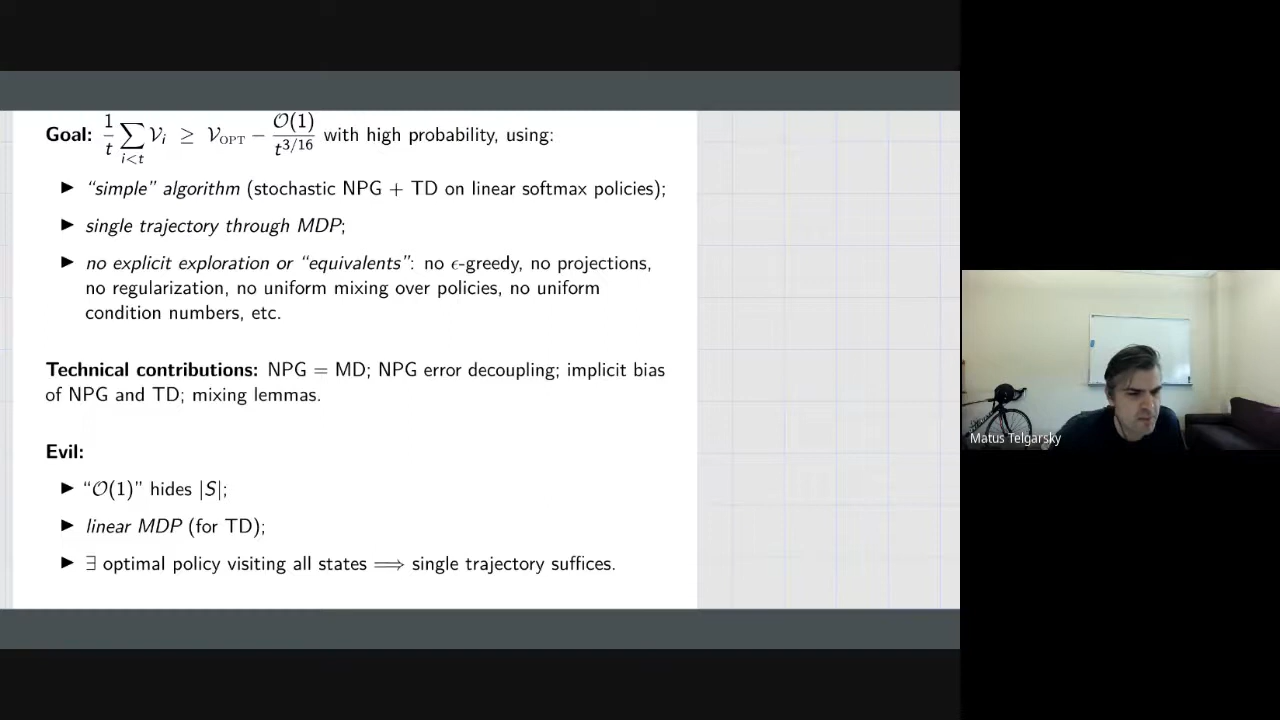 Goal: 1/t ∑_{i<t} 𝒱_i ≥ 𝒱_OPT − 𝒪(1)/t^{3/16} with high probability, using:
▶ “simple” algorithm (stochastic NPG + TD on linear softmax policies);
▶ single trajectory through MDP;
▶ no explicit exploration or “equivalents”: no ϵ-greedy, no projections,
no regularization, no uniform mixing over policies, no uniform
condition numbers, etc.
Technical contributions: NPG = MD; NPG error decoupling; implicit bias
of NPG and TD; mixing lemmas.
Evil:
▶ “𝒪(1)” hides |S|;
▶ linear MDP (for TD);
▶ ∃ optimal policy visiting all states ⟹ single trajectory suffices.
Matus Telgarsky